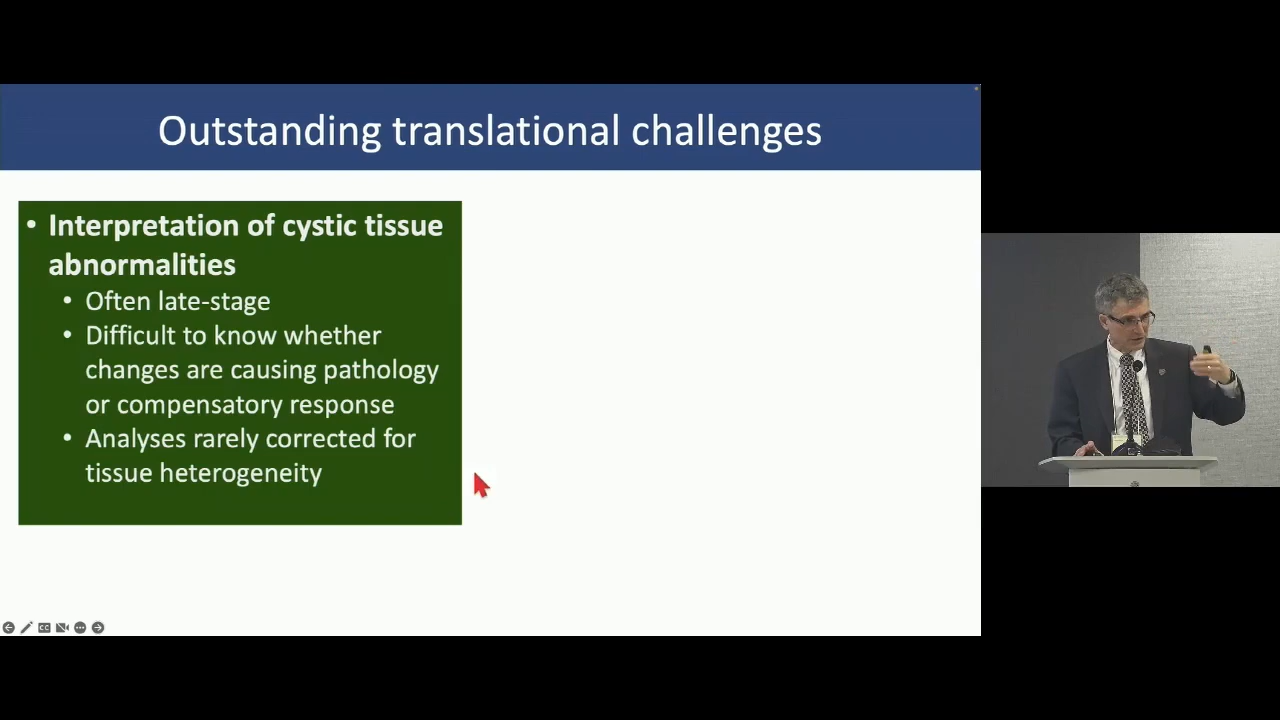 Outstanding translational challenges
• Interpretation of cystic tissue
abnormalities
• Often late-stage
• Difficult to know whether
changes are causing pathology
or compensatory response
• Analyses rarely corrected for
tissue heterogeneity
CC